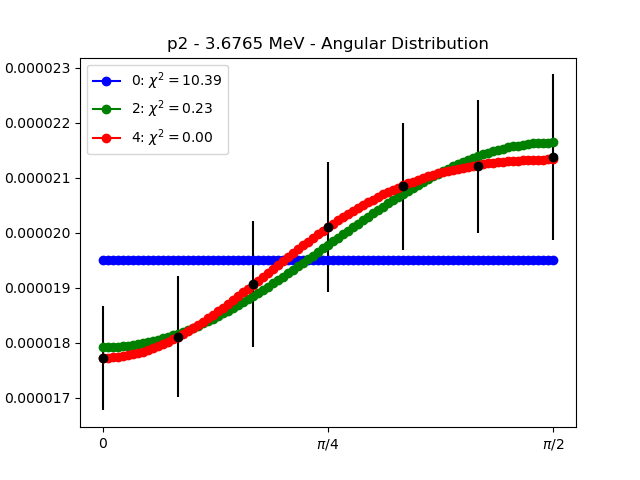 p2 - 3.6765 MeV - Angular Distribution
0.000023
0.000022
0.000021
0.000020
0.000019
0.000018
0.000017
0: χ² = 10.39
2: χ² = 0.23
4: χ² = 0.00
0
π/4
π/2